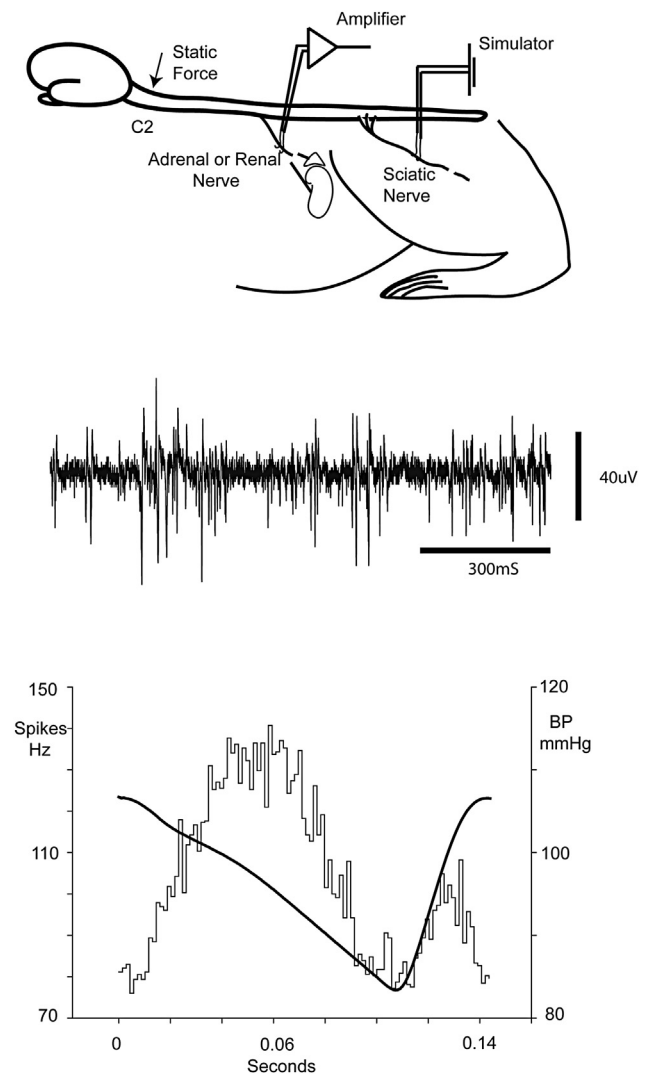 Amplifier
Static
Force
Simulator
C2
Adrenal or Renal
Nerve
Sciatic
Nerve
40uV
300mS
150
120
Spikes
Hz
BP
mmHg
110
100
70
80
0
0.06
0.14
Seconds